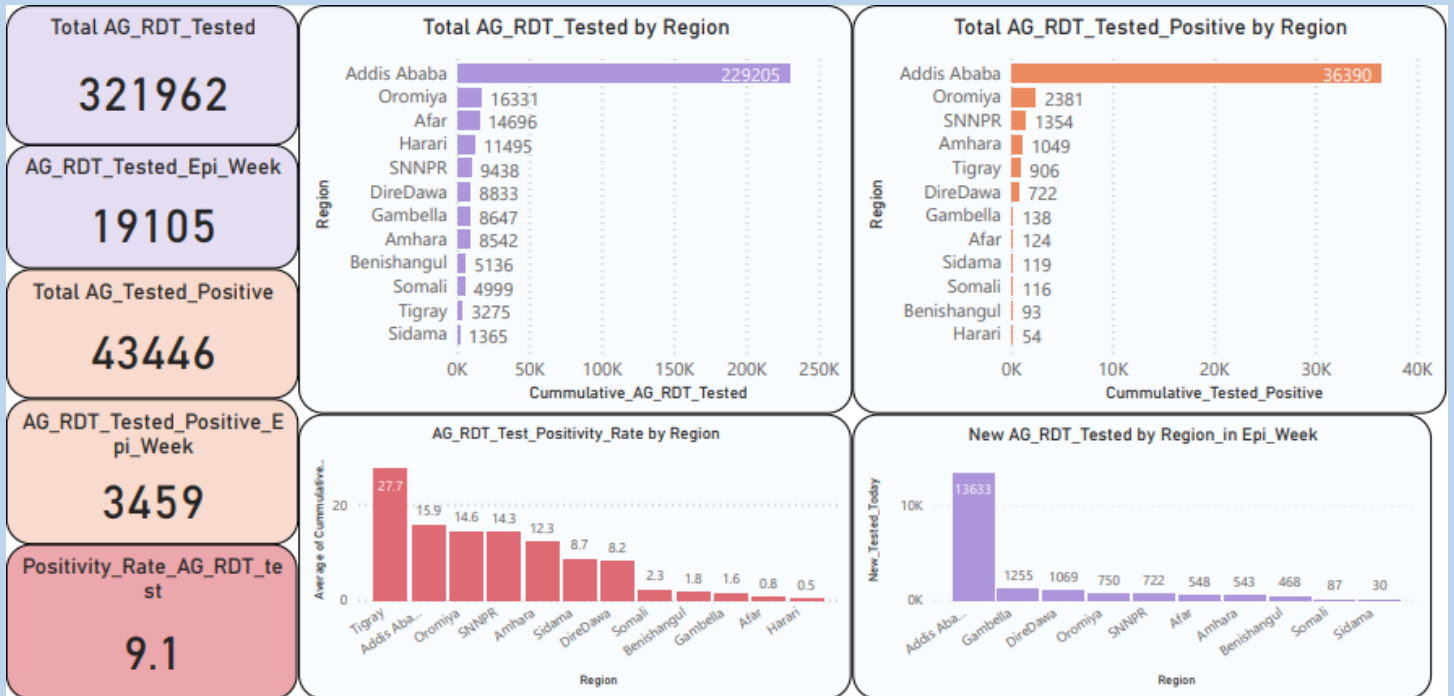 Total AG_RDT_Tested
321962
AG_RDT_Tested_Epi_Week
19105
Total AG_Tested_Positive
43446
AG_RDT_Tested_Positive_E
pi_Week
3459
Positivity_Rate_AG_RDT_te
st
9.1
Total AG_RDT_Tested by Region
Region
Addis Ababa 229205
Oromiya 16331
Afar 14696
Harari 11495
SNNPR 9438
DireDawa 8833
Gambella 8647
Amhara 8542
Benishangul 5136
Somali 4999
Tigray 3275
Sidama 1365
0K 50K 100K 150K 200K 250K
Cummulative_AG_RDT_Tested
Total AG_RDT_Tested_Positive by Region
Region
Addis Ababa 36390
Oromiya 2381
SNNPR 1354
Amhara 1049
Tigray 906
DireDawa 722
Gambella 138
Afar 124
Sidama 119
Somali 116
Benishangul 93
Harari 54
0K 10K 20K 30K 40K
Cummulative_Tested_Positive
AG_RDT_Test_Positivity_Rate by Region
Average of Cummulative...
20
0
27.7 15.9 14.6 14.3 12.3 8.7 8.2 2.3 1.8 1.6 0.8 0.5
Tigray Addis Aba... Oromiya SNNPR Amhara Sidama DireDawa Somali Benishangul Gambella Afar Harari
Region
New AG_RDT_Tested by Region_in Epi_Week
New_Tested_Today
10K
0K
13633 1255 1069 750 722 548 543 468 87 30
Addis Aba... Gambella DireDawa Oromiya SNNPR Afar Amhara Benishangul Somali Sidama
Region